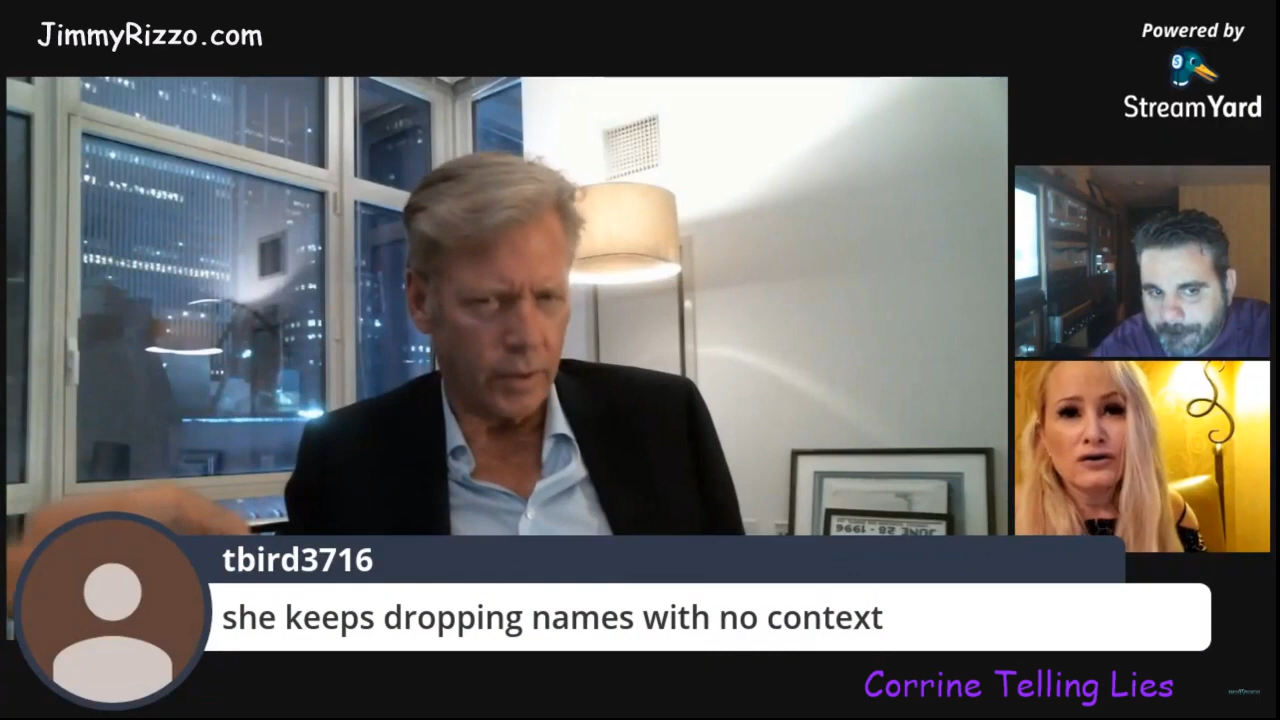 JimmyRizzo.com
Powered by
StreamYard
JUNE 28 - 1996
tbird3716
she keeps dropping names with no context
Corrine Telling Lies